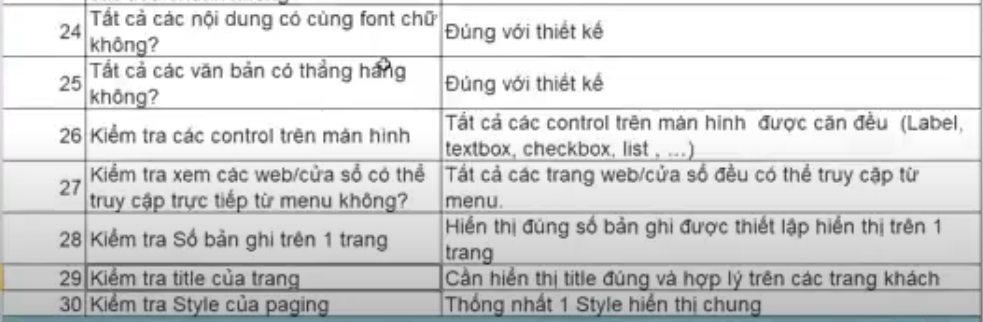 24 Tất cả các nội dung có cùng font chữ
không?
Đúng với thiết kế
25 Tất cả các văn bản có thẳng hàng
không?
Đúng với thiết kế
26 Kiểm tra các control trên màn hình
Tất cả các control trên màn hình được căn đều (Label,
textbox, checkbox, list , ...)
27 Kiểm tra xem các web/cửa sổ có thể
truy cập trực tiếp từ menu không?
Tất cả các trang web/cửa sổ đều có thể truy cập từ
menu.
28 Kiểm tra Số bản ghi trên 1 trang
Hiển thị đúng số bản ghi được thiết lập hiển thị trên 1
trang
29 Kiểm tra title của trang
Cần hiển thị title đúng và hợp lý trên các trang khách
30 Kiểm tra Style của paging
Thống nhất 1 Style hiển thị chung